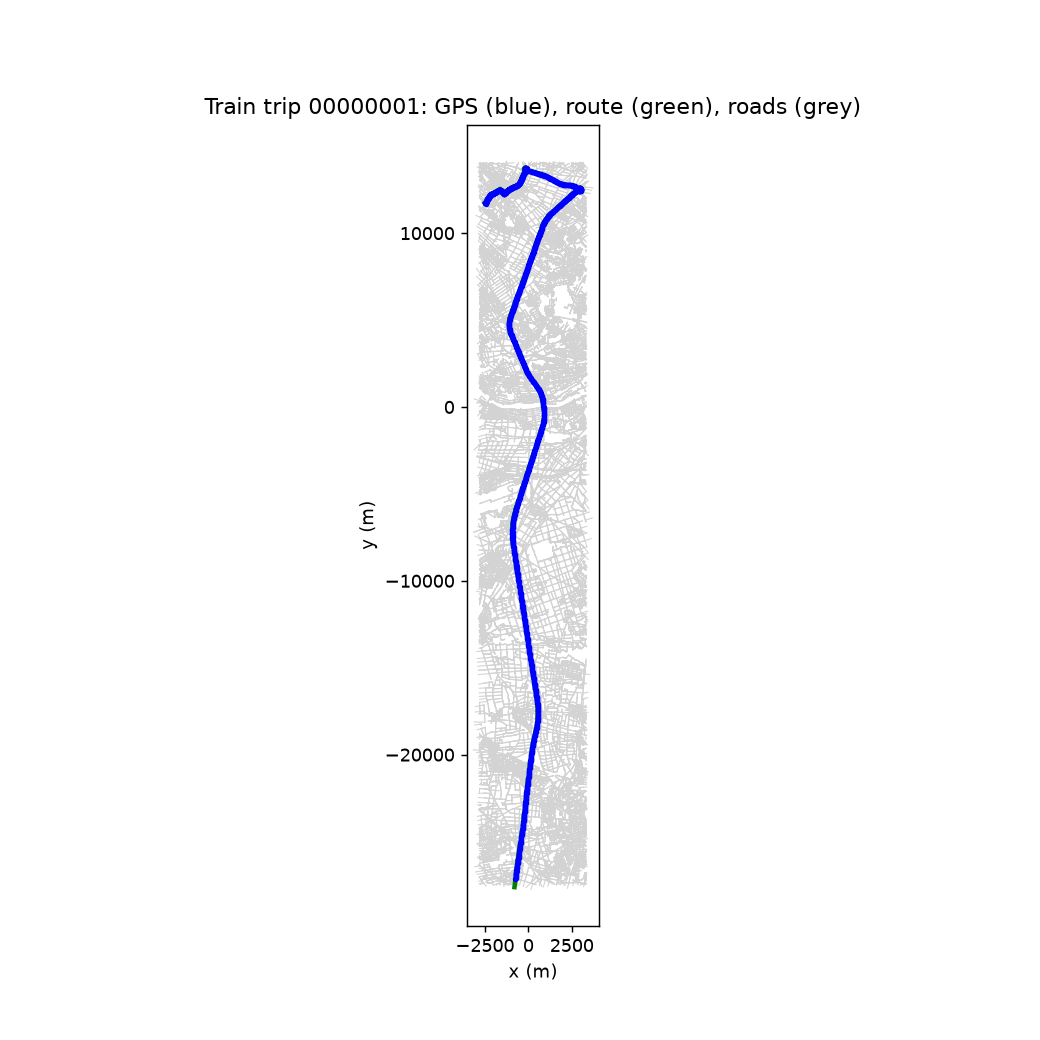 Train trip 00000001: GPS (blue), route (green), roads (grey)
10000
0
−10000
−20000
y (m)
−2500 0 2500
x (m)